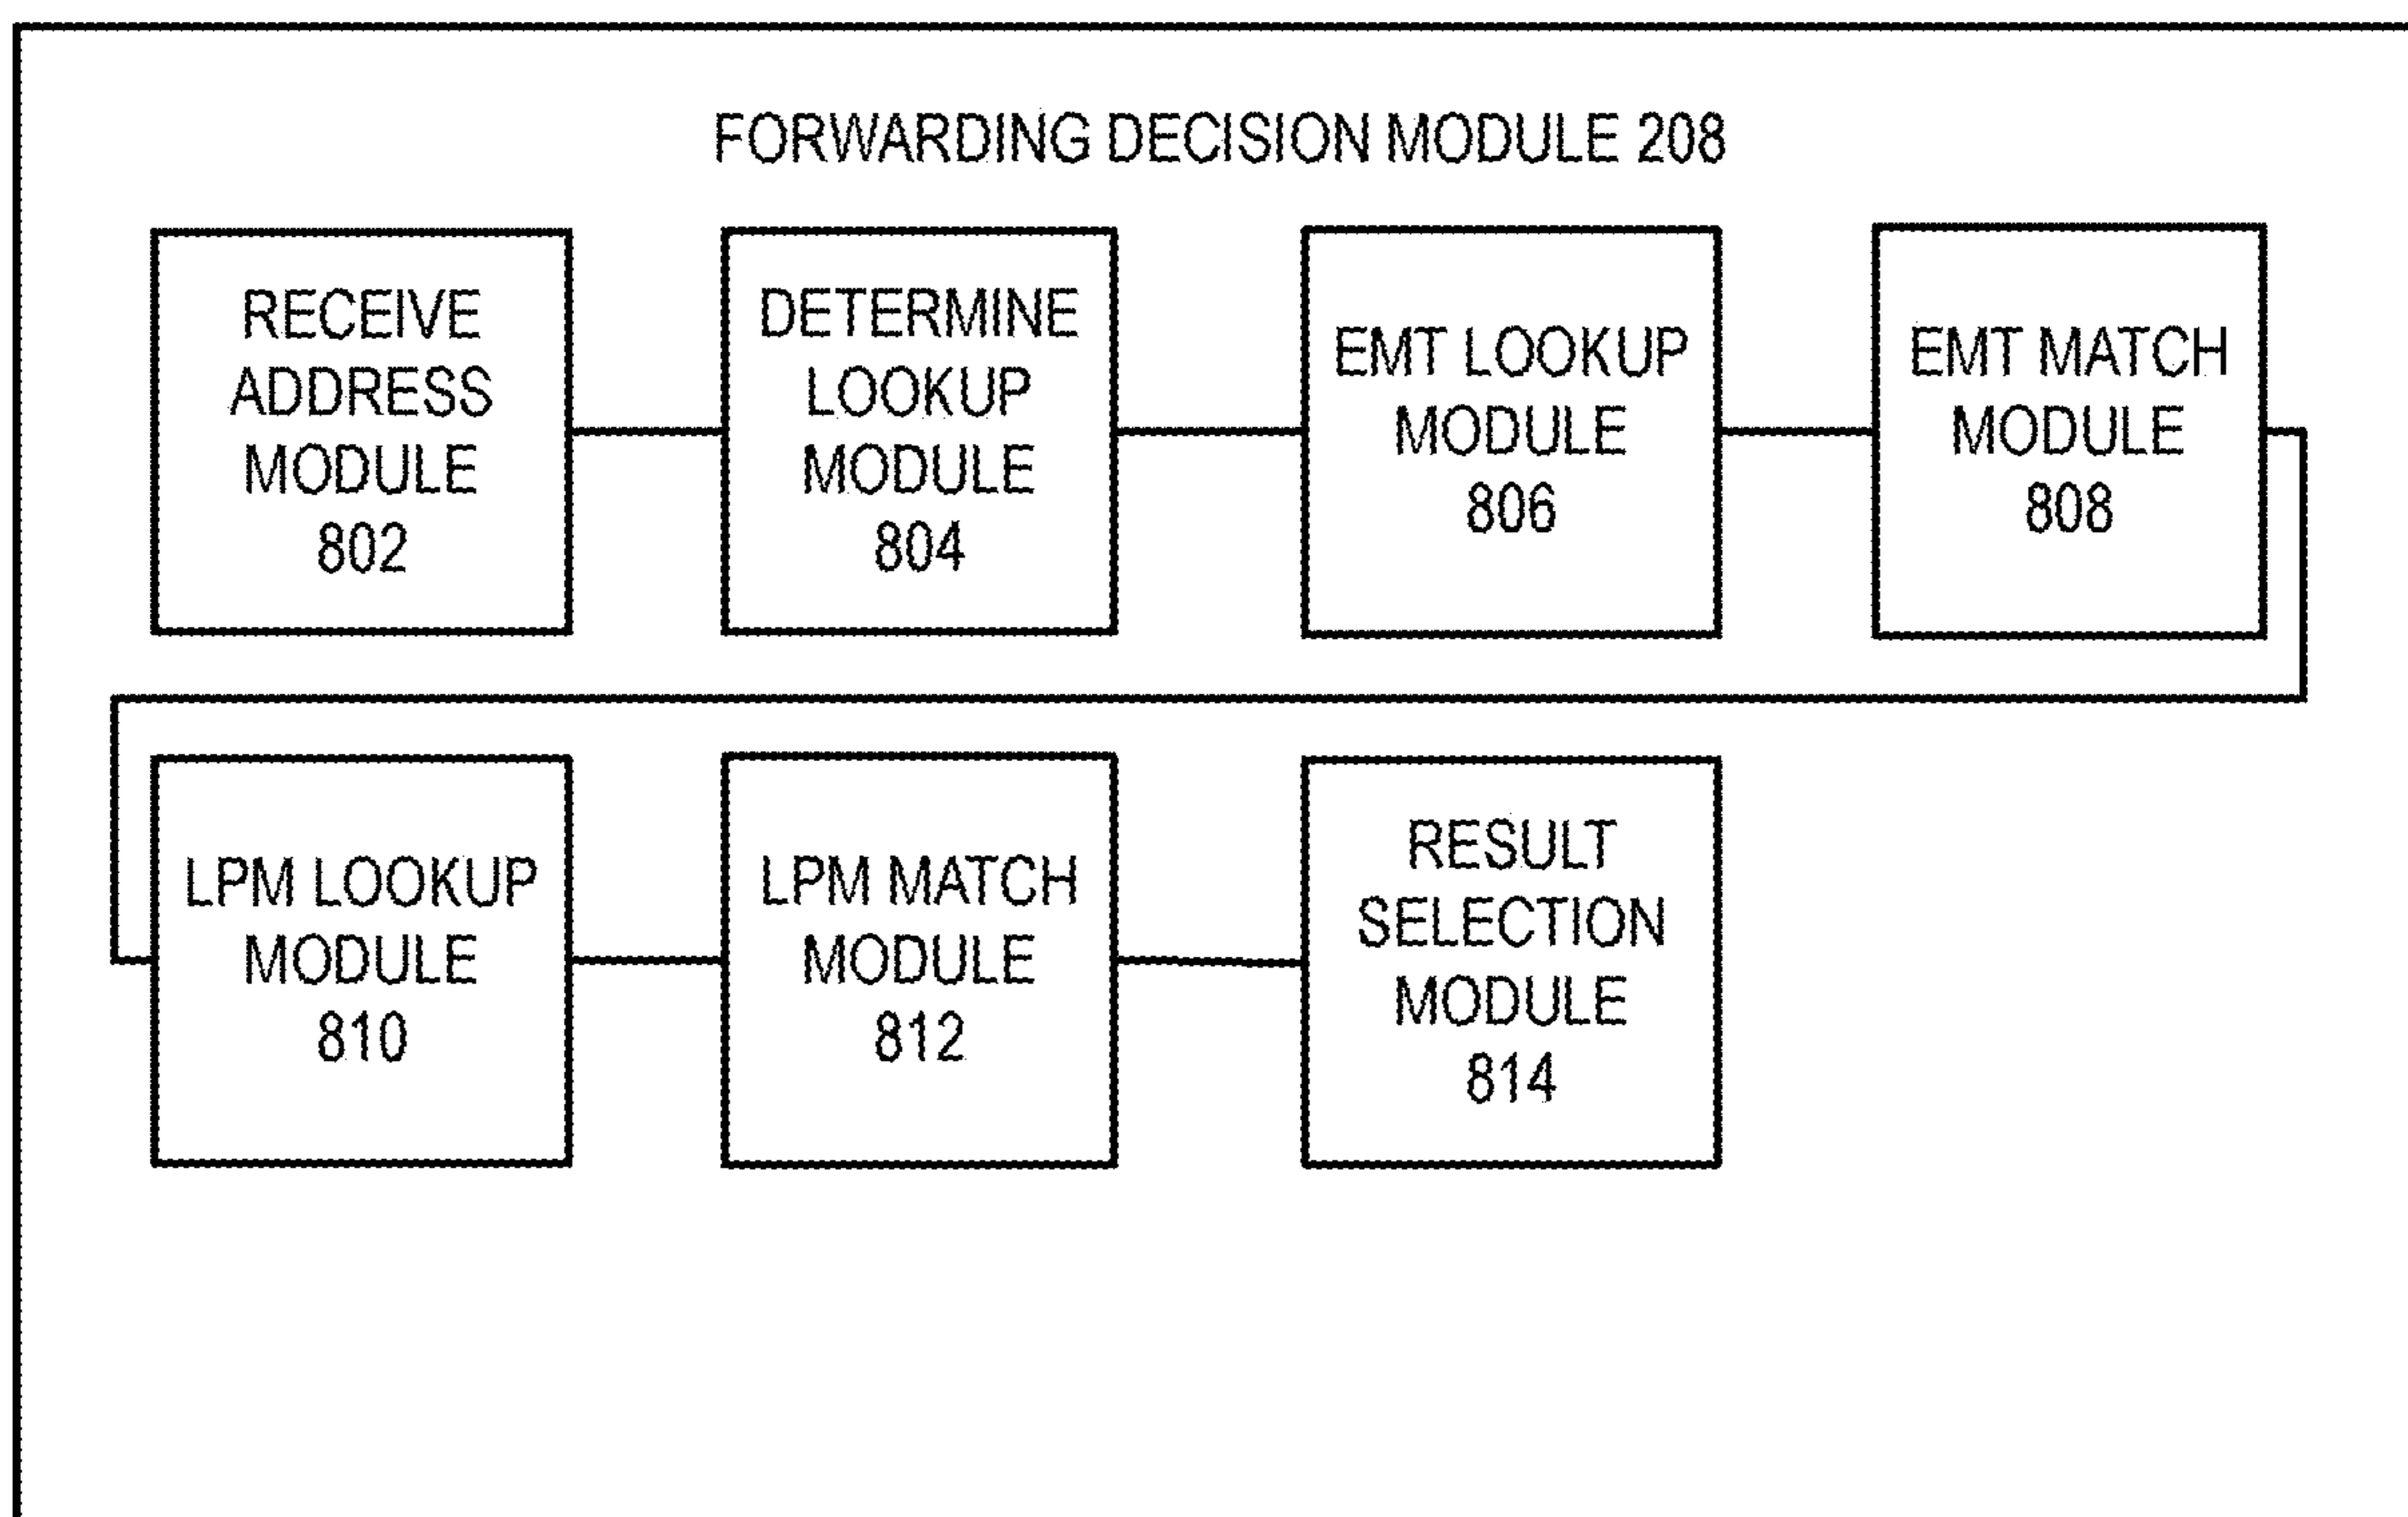 FORWARDING DECISION MODULE 208
RECEIVE
ADDRESS
MODULE
802
DETERMINE
LOOKUP
MODULE
804
EMT LOOKUP
MODULE
806
EMT MATCH
MODULE
808
LPM LOOKUP
MODULE
810
LPM MATCH
MODULE
812
RESULT
SELECTION
MODULE
814